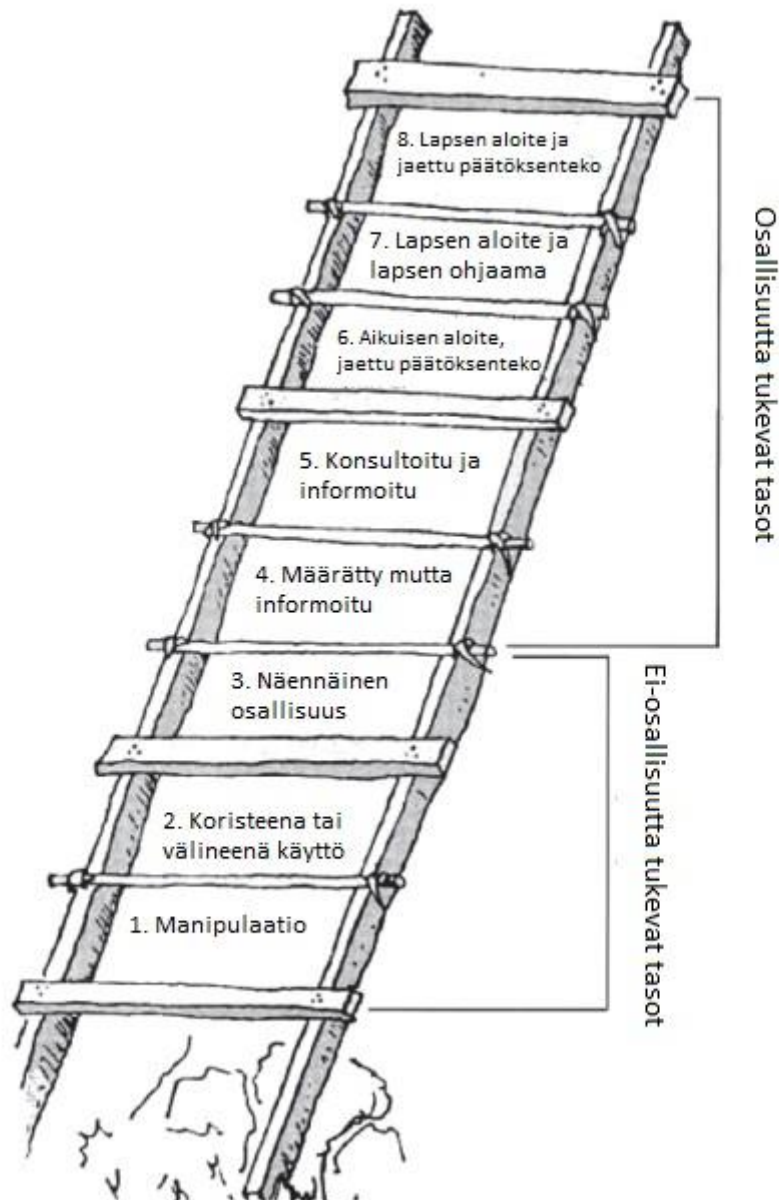 8. Lapsen aloite ja
jaettu päätöksenteko
7. Lapsen aloite ja
lapsen ohjaama
6. Aikuisen aloite,
jaettu päätöksenteko
5. Konsultoitu ja
informoitu
4. Määrätty mutta
informoitu
3. Näennäinen
osallisuus
2. Koristeena tai
välineenä käyttö
1. Manipulaatio
Osallisuutta tukevat tasot
Ei-osallisuutta tukevat tasot